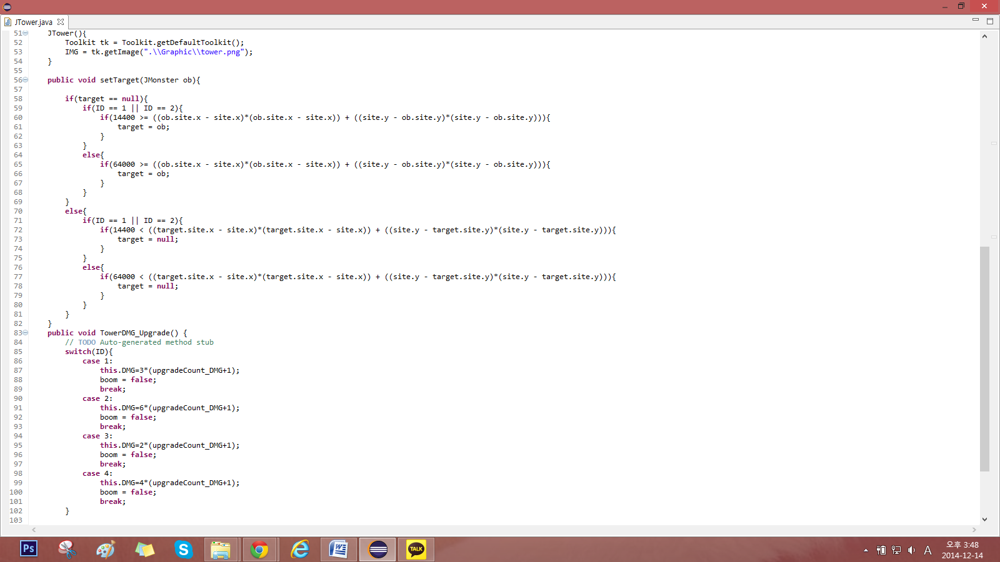 JTower.java
51 JTower(){
52 Toolkit tk = Toolkit.getDefaultToolkit();
53 IMG = tk.getImage(".\\Graphic\\tower.png");
54 }
55
56 public void setTarget(JMonster ob){
57
58 if(target == null){
59 if(ID == 1 || ID == 2){
60 if(14400 >= ((ob.site.x - site.x)*(ob.site.x - site.x)) + ((site.y - ob.site.y)*(site.y - ob.site.y))){
61 target = ob;
62 }
63 }
64 else{
65 if(64000 >= ((ob.site.x - site.x)*(ob.site.x - site.x)) + ((site.y - ob.site.y)*(site.y - ob.site.y))){
66 target = ob;
67 }
68 }
69 }
70 else{
71 if(ID == 1 || ID == 2){
72 if(14400 < ((target.site.x - site.x)*(target.site.x - site.x)) + ((site.y - target.site.y)*(site.y - target.site.y))){
73 target = null;
74 }
75 }
76 else{
77 if(64000 < ((target.site.x - site.x)*(target.site.x - site.x)) + ((site.y - target.site.y)*(site.y - target.site.y))){
78 target = null;
79 }
80 }
81 }
82 }
83 public void TowerDMG_Upgrade() {
84 // TODO Auto-generated method stub
85 switch(ID){
86 case 1:
87 this.DMG=3*(upgradeCount_DMG+1);
88 boom = false;
89 break;
90 case 2:
91 this.DMG=6*(upgradeCount_DMG+1);
92 boom = false;
93 break;
94 case 3:
95 this.DMG=2*(upgradeCount_DMG+1);
96 boom = false;
97 break;
98 case 4:
99 this.DMG=4*(upgradeCount_DMG+1);
100 boom = false;
101 break;
102 }
103
Ps
S
W
TALK
A
오후 3:48
2014-12-14